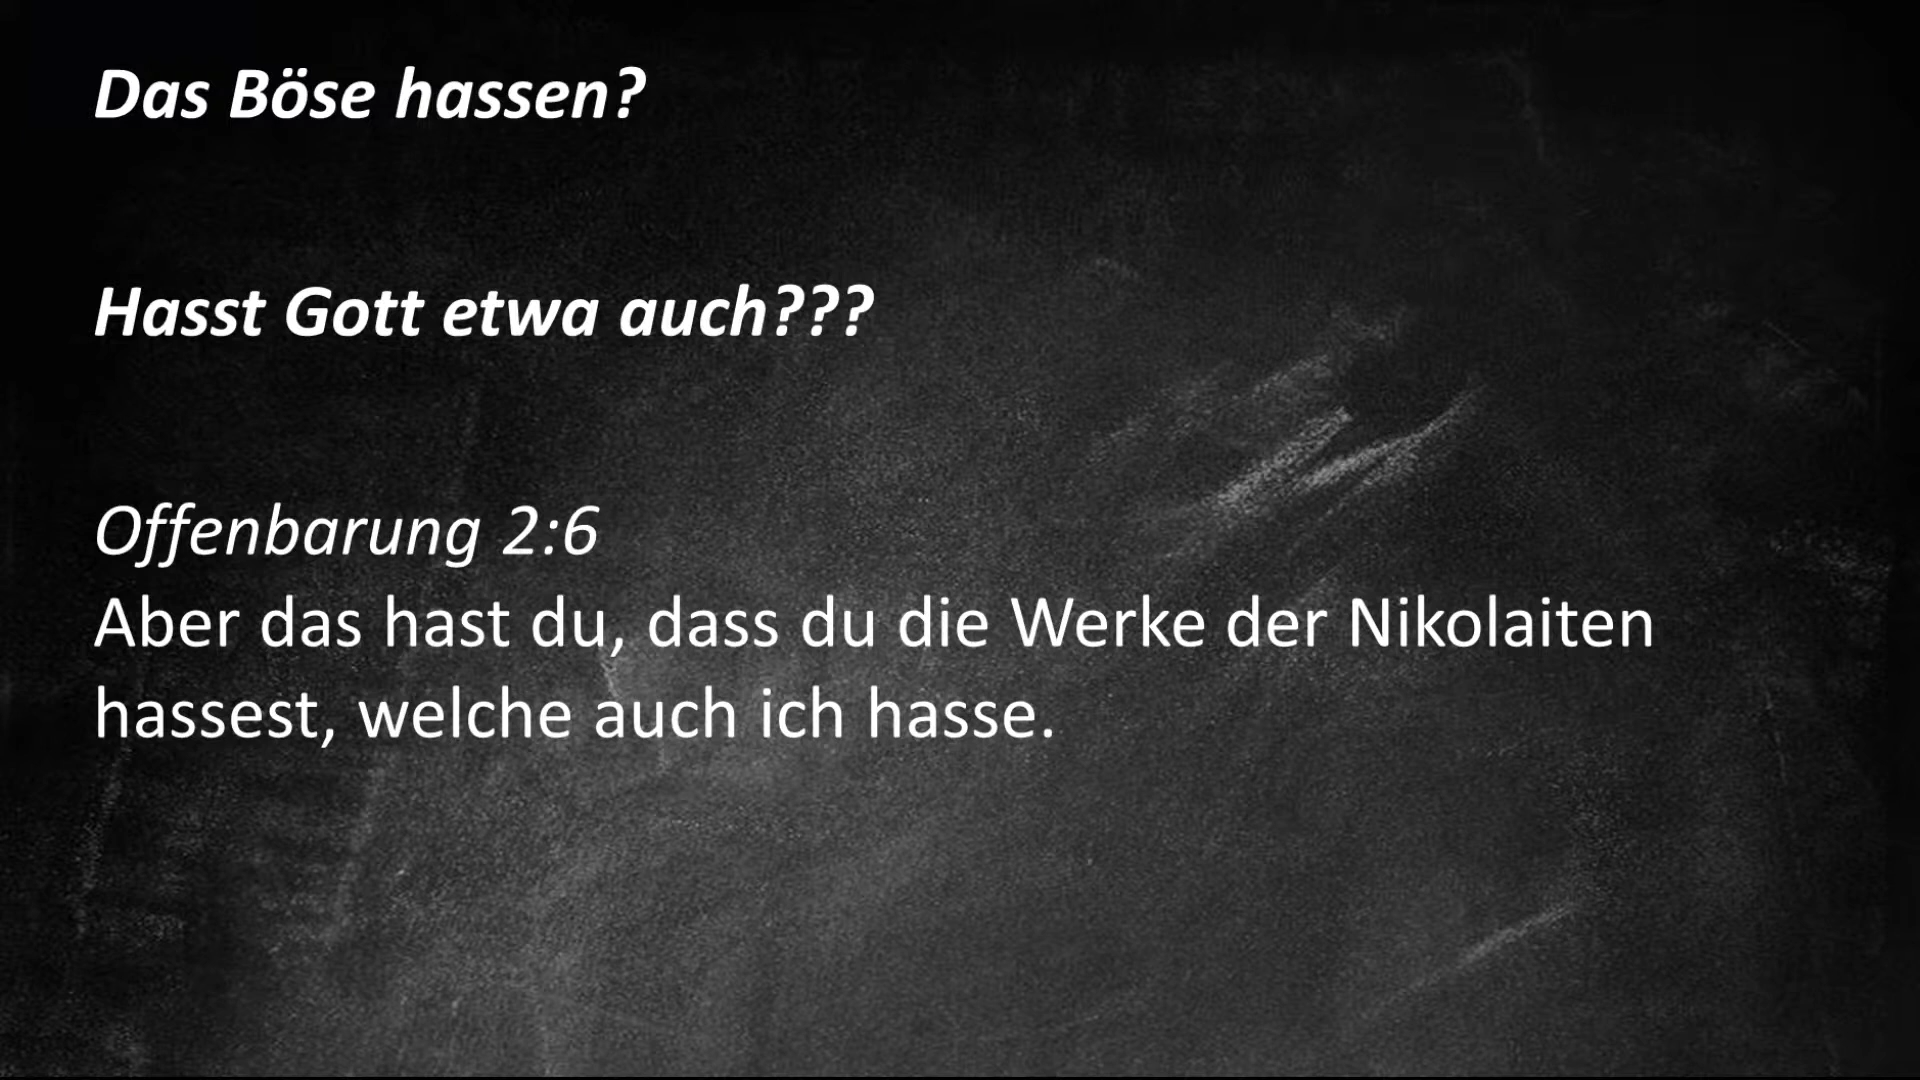 Das Böse hassen?
Hasst Gott etwa auch???
Offenbarung 2:6
Aber das hast du, dass du die Werke der Nikolaiten
hassest, welche auch ich hasse.